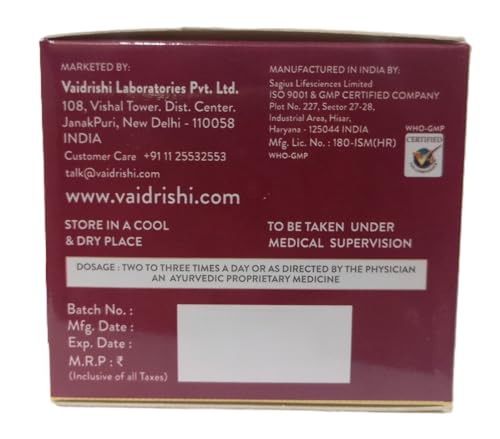 MARKETED BY:
Vaidrishi Laboratories Pvt. Ltd.
108, Vishal Tower. Dist. Center.
JanakPuri, New Delhi - 110058
INDIA
Customer Care +91 11 25532553
talk@vaidrishi.com
www.vaidrishi.com
MANUFACTURED IN INDIA BY:
Sagius Lifesciences Limited
ISO 9001 & GMP CERTIFIED COMPANY
Plot No. 227, Sector 27-28,
Industrial Area, Hisar,
Haryana - 125044 INDIA
Mfg. Lic. No. : 180-ISM(HR)
WHO-GMP
WHO-GMP
CERTIFIED
STORE IN A COOL
& DRY PLACE
TO BE TAKEN UNDER
MEDICAL SUPERVISION
DOSAGE : TWO TO THREE TIMES A DAY OR AS DIRECTED BY THE PHYSICIAN
AN AYURVEDIC PROPRIETARY MEDICINE
Batch No. :
Mfg. Date :
Exp. Date :
M.R.P : ₹
(Inclusive of all Taxes)